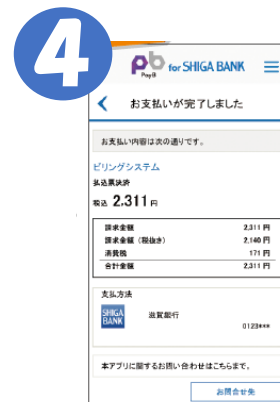 4
pb for SHIGA BANK
PayB
お支払いが完了しました
お支払い内容は次の通りです。
ビリングシステム
払込票決済
税込 2,311 円
請求金額 2,311 円
請求金額（税抜き） 2,140 円
消費税 171 円
合計金額 2,311 円
支払方法
SHIGA BANK 滋賀銀行
0123***
本アプリに関するお問い合わせはこちらまで。
お問合せ先